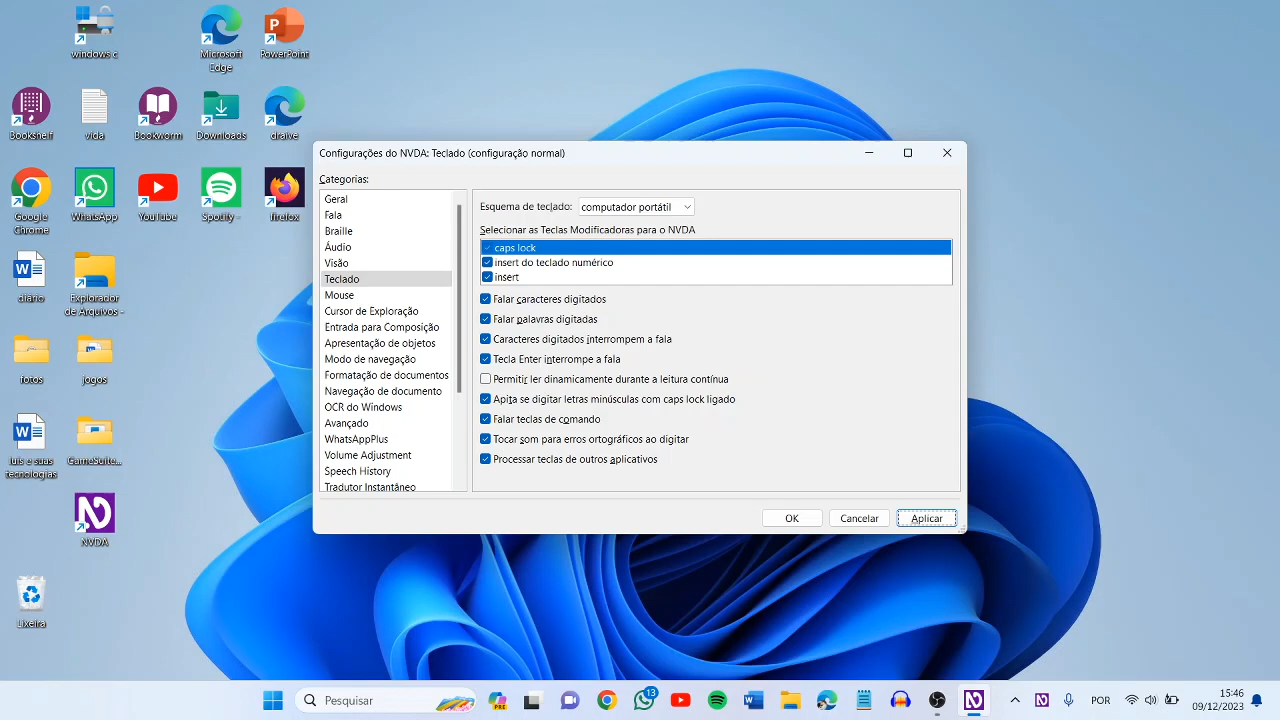 windows c
Microsoft
Edge
PowerPoint
Bookshelf
vida
Bookworm
Downloads
draive
Google
Chrome
WhatsApp
YouTube
Spotify -
firefox
diário
Explorador
de Arquivos -
fotos
jogos
luis e suas
tecnologias
GameSuite...
NVDA
Lixeira
Configurações do NVDA: Teclado (configuração normal)
Categorias:
Geral
Fala
Braille
Áudio
Visão
Teclado
Mouse
Cursor de Exploração
Entrada para Composição
Apresentação de objetos
Modo de navegação
Formatação de documentos
Navegação de documento
OCR do Windows
Avançado
WhatsAppPlus
Volume Adjustment
Speech History
Tradutor Instantâneo
Esquema de teclado: computador portátil
Selecionar as Teclas Modificadoras para o NVDA
caps lock
insert do teclado numérico
insert
Falar caracteres digitados
Falar palavras digitadas
Caracteres digitados interrompem a fala
Tecla Enter interrompe a fala
Permitir ler dinamicamente durante a leitura contínua
Apita se digitar letras minúsculas com caps lock ligado
Falar teclas de comando
Tocar som para erros ortográficos ao digitar
Processar teclas de outros aplicativos
OK
Cancelar
Aplicar
Pesquisar
PRE
13
POR
15:46
09/12/2023